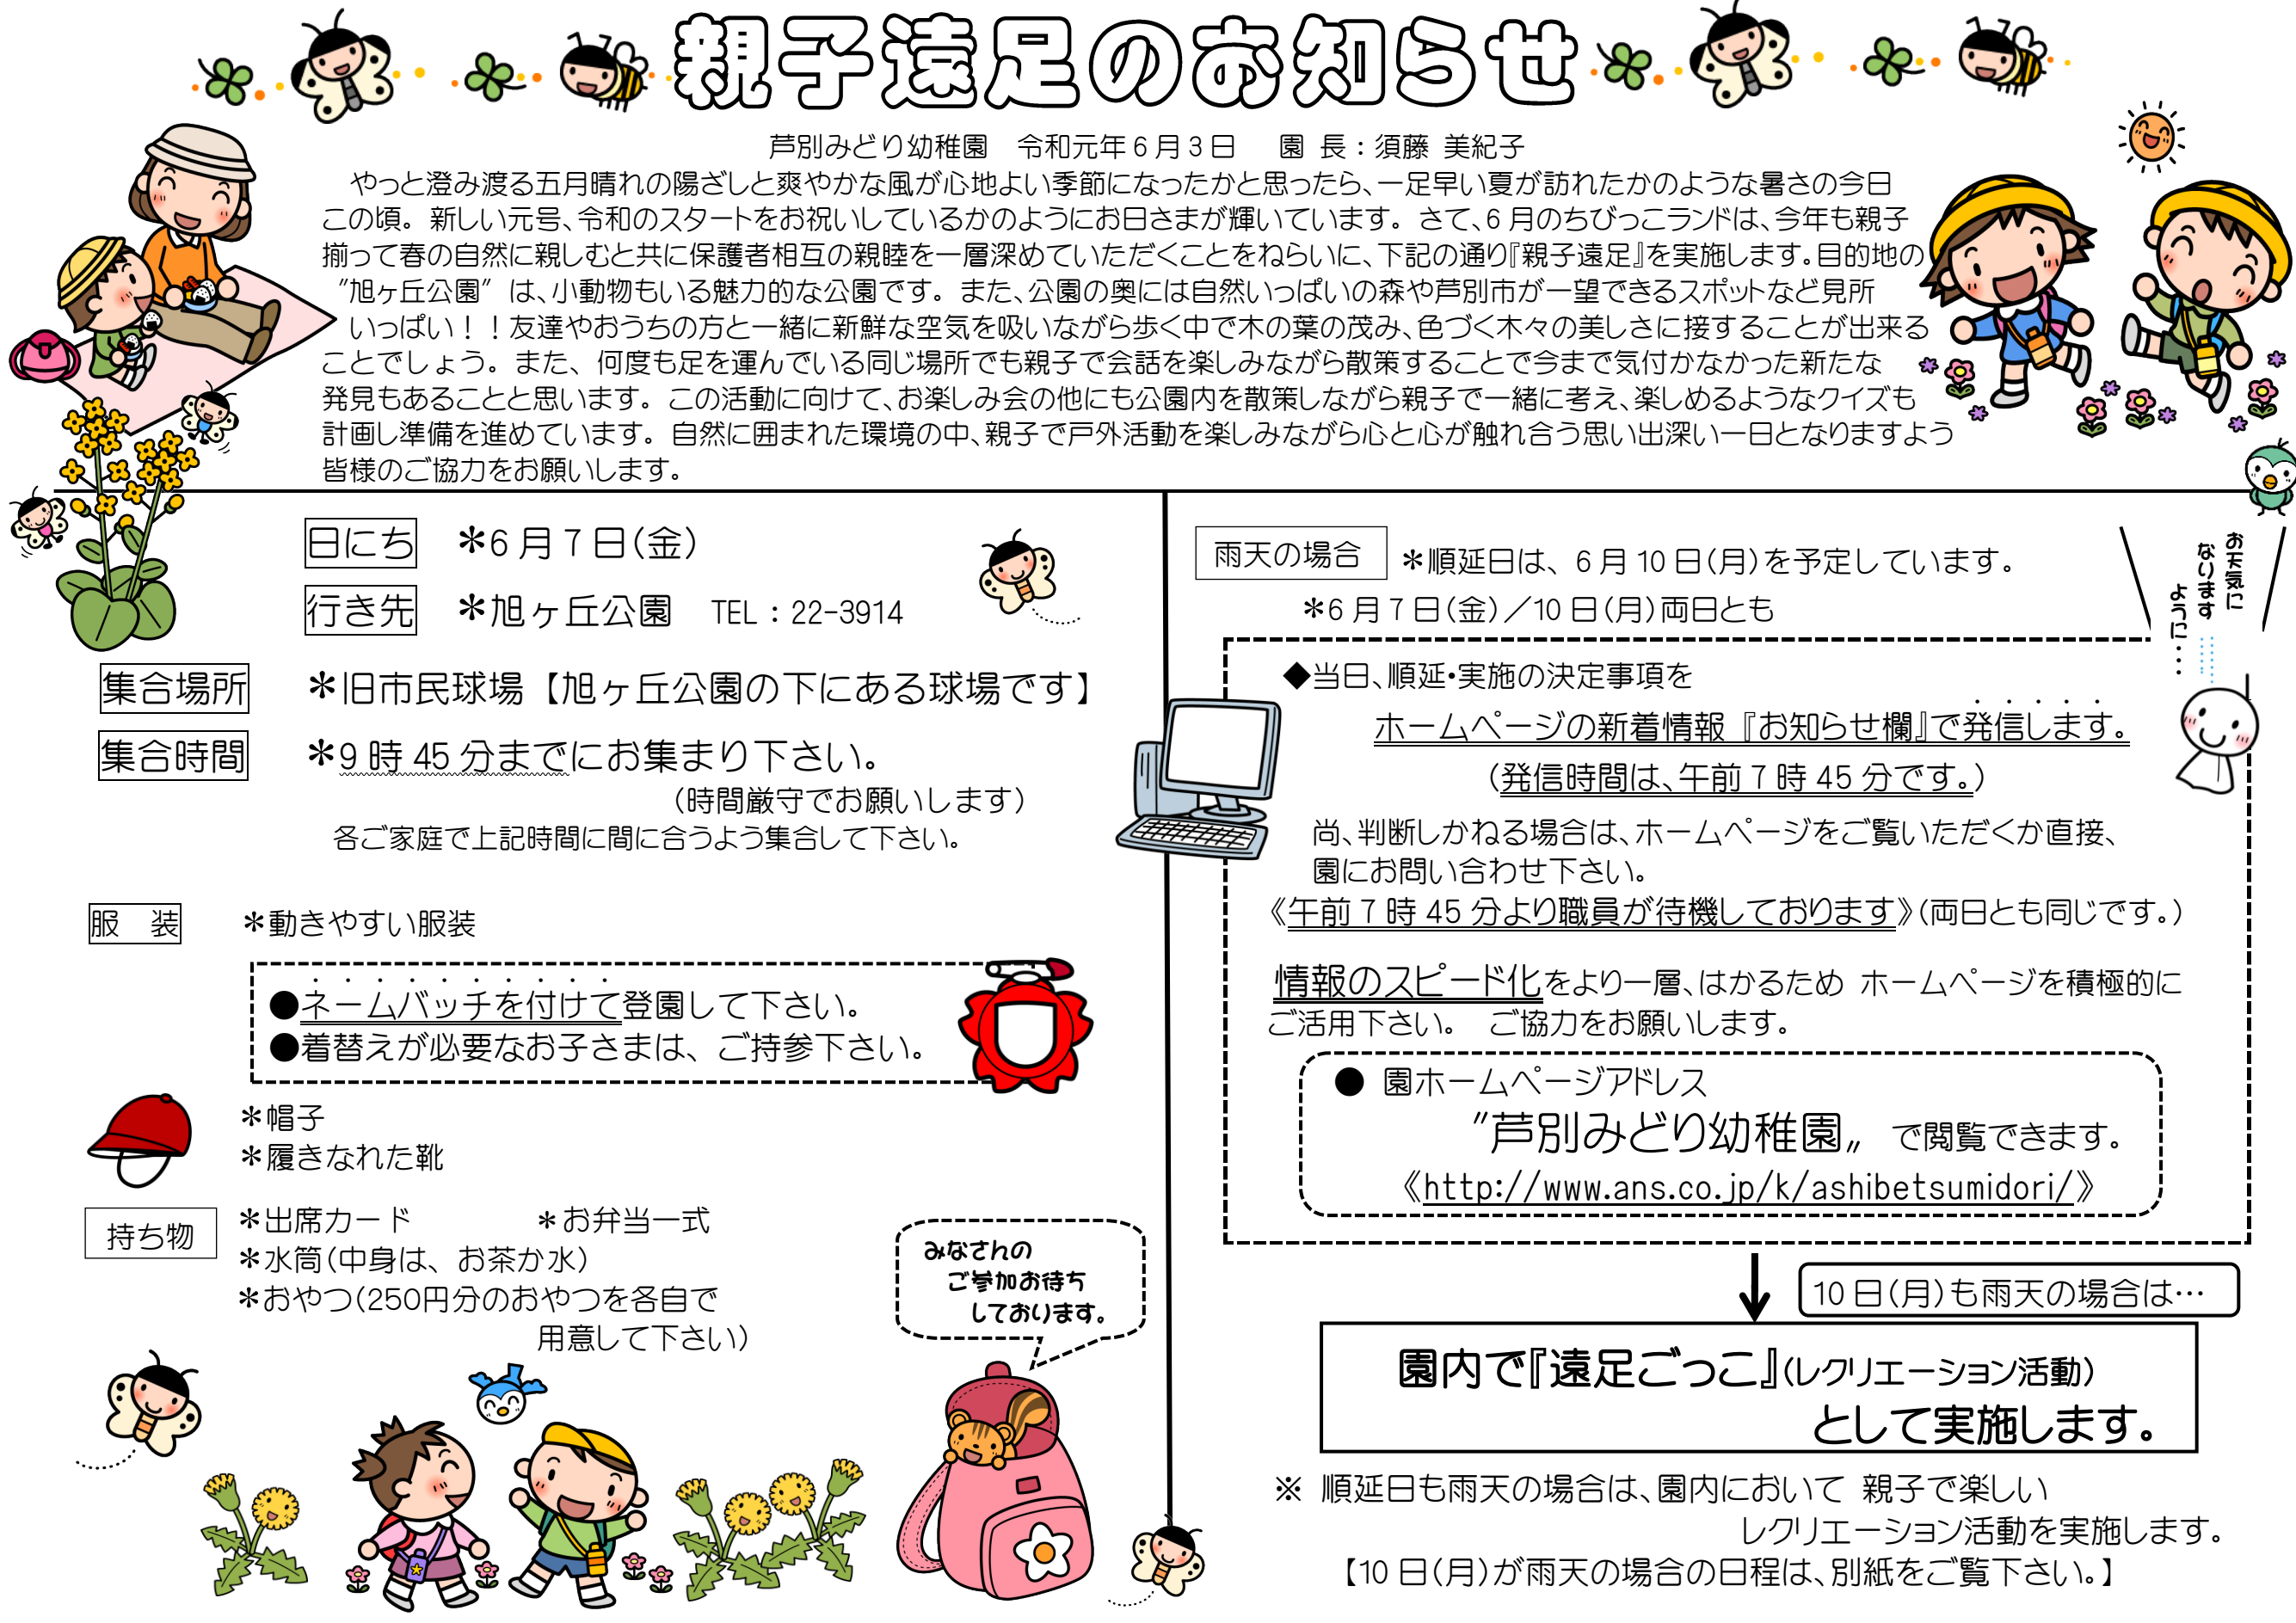 親子遠足のお知らせ
芦別みどり幼稚園　令和元年6月3日　園 長：須藤 美紀子
やっと澄み渡る五月晴れの陽ざしと爽やかな風が心地よい季節になったかと思ったら、一足早い夏が訪れたかのような暑さの今日
この頃。新しい元号、令和のスタートをお祝いしているかのようにお日さまが輝いています。さて、6月のちびっこランドは、今年も親子
揃って春の自然に親しむと共に保護者相互の親睦を一層深めていただくことをねらいに、下記の通り『親子遠足』を実施します。目的地の
〃旭ヶ丘公園〃は、小動物もいる魅力的な公園です。また、公園の奥には自然いっぱいの森や芦別市が一望できるスポットなど見所
いっぱい！！友達やおうちの方と一緒に新鮮な空気を吸いながら歩く中で木の葉の茂み、色づく木々の美しさに接することが出来る
ことでしょう。また、何度も足を運んでいる同じ場所でも親子で会話を楽しみながら散策することで今まで気付かなかった新たな
発見もあることと思います。この活動に向けて、お楽しみ会の他にも公園内を散策しながら親子で一緒に考え、楽しめるようなクイズも
計画し準備を進めています。自然に囲まれた環境の中、親子で戸外活動を楽しみながら心と心が触れ合う思い出深い一日となりますよう
皆様のご協力をお願いします。
日にち　＊6月7日（金）
行き先　＊旭ヶ丘公園　TEL：22-3914
集合場所　＊旧市民球場【旭ヶ丘公園の下にある球場です】
集合時間　＊9時45分までにお集まり下さい。
（時間厳守でお願いします）
各ご家庭で上記時間に間に合うよう集合して下さい。
服　装　＊動きやすい服装
●ネームバッチを付けて登園して下さい。
●着替えが必要なお子さまは、ご持参下さい。
＊帽子
＊履きなれた靴
持ち物　＊出席カード　＊お弁当一式
＊水筒（中身は、お茶か水）
＊おやつ（250円分のおやつを各自で
用意して下さい）
みなさんの
ご参加お待ち
しております。
雨天の場合　＊順延日は、6月10日（月）を予定しています。
＊6月7日（金）／10日（月）両日とも
お天気に
なります
ように…
◆当日、順延・実施の決定事項を
ホームページの新着情報『お知らせ欄』で発信します。
（発信時間は、午前7時45分です。）
尚、判断しかねる場合は、ホームページをご覧いただくか直接、
園にお問い合わせ下さい。
《午前7時45分より職員が待機しております》（両日とも同じです。）
情報のスピード化をより一層、はかるため ホームページを積極的に
ご活用下さい。 ご協力をお願いします。
● 園ホームページアドレス
〃芦別みどり幼稚園〃 で閲覧できます。
《http://www.ans.co.jp/k/ashibetsumidori/》
10日（月）も雨天の場合は…
園内で『遠足ごっこ』（レクリエーション活動）
として実施します。
※ 順延日も雨天の場合は、園内において 親子で楽しい
レクリエーション活動を実施します。
【10日（月）が雨天の場合の日程は、別紙をご覧下さい。】